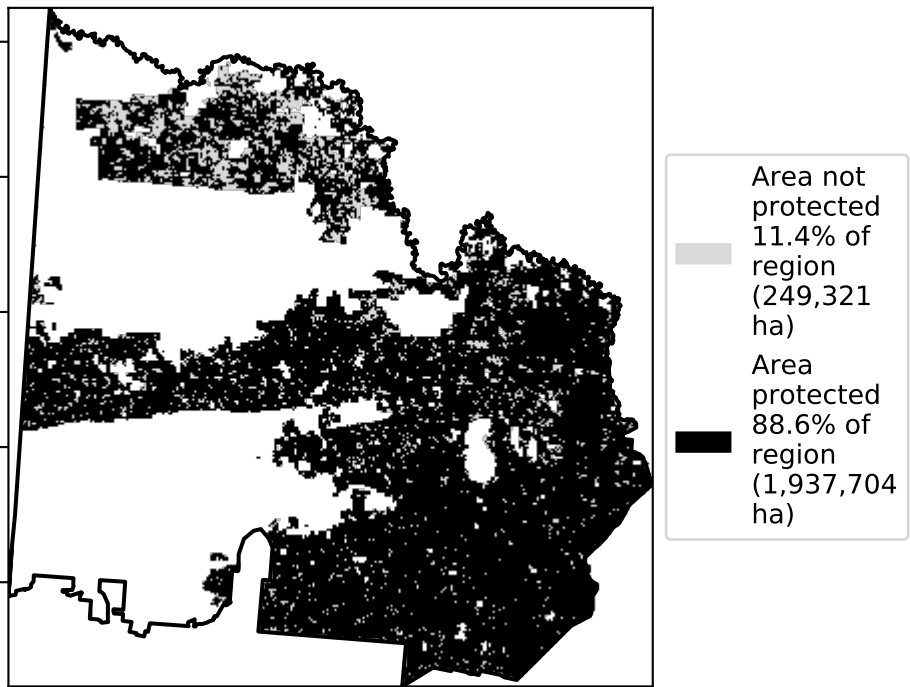 Area not
protected
11.4% of
region
(249,321
ha)
Area
protected
88.6% of
region
(1,937,704
ha)